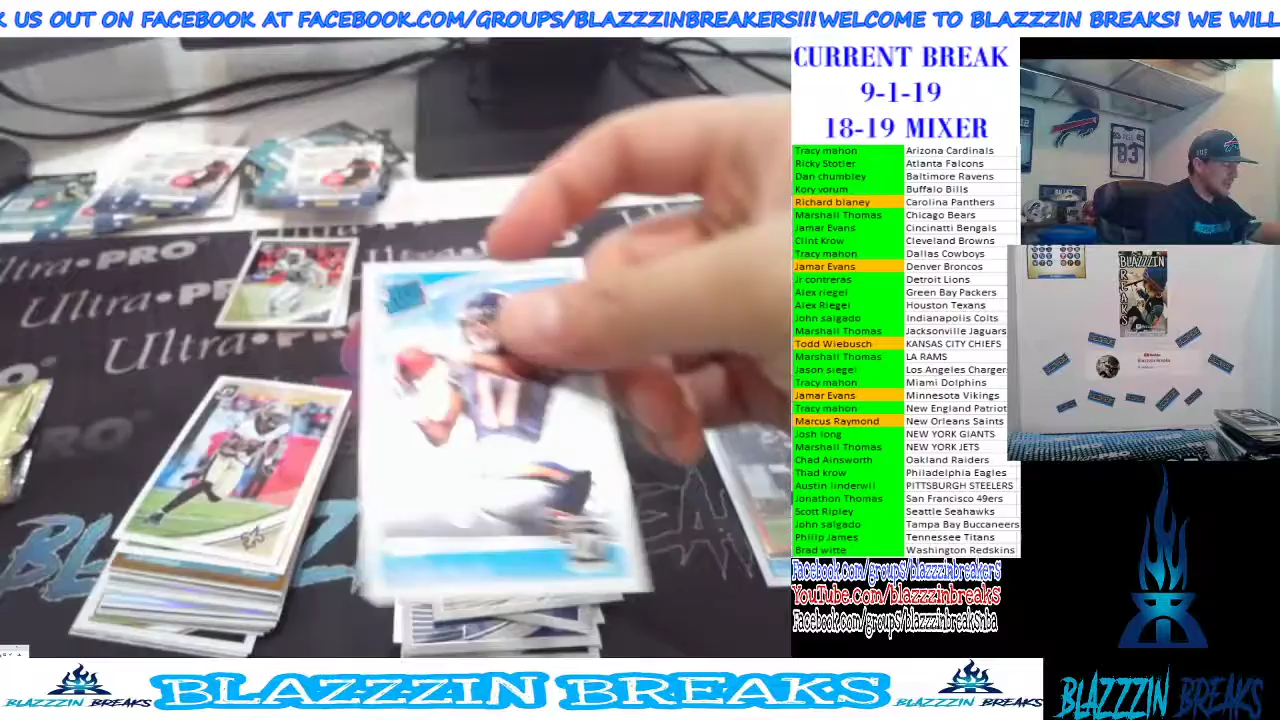 K US OUT ON FACEBOOK AT FACEBOOK.COM/GROUPS/BLAZZZINBREAKERS!!!WELCOME TO BLAZZZIN BREAKS! WE WILL
CURRENT BREAK
9-1-19
18-19 MIXER
Tracy mahon Arizona Cardinals
Ricky Stotler Atlanta Falcons
Dan chumbley Baltimore Ravens
Kory vorum Buffalo Bills
Richard blaney Carolina Panthers
Marshall Thomas Chicago Bears
Jamar Evans Cincinatti Bengals
Clint Krow Cleveland Browns
Tracy mahon Dallas Cowboys
Jamar Evans Denver Broncos
Jr contreras Detroit Lions
Alex riegel Green Bay Packers
Alex Riegel Houston Texans
John salgado Indianapolis Colts
Marshall Thomas Jacksonville Jaguars
Todd Wiebusch KANSAS CITY CHIEFS
Marshall Thomas LA RAMS
Jason siegel Los Angeles Charger
Tracy mahon Miami Dolphins
Jamar Evans Minnesota Vikings
Tracy mahon New England Patriot
Marcus Raymond New Orleans Saints
Josh long NEW YORK GIANTS
Marshall Thomas NEW YORK JETS
Chad Ainsworth Oakland Raiders
Thad krow Philadelphia Eagles
Austin linderwil PITTSBURGH STEELERS
Jonathon Thomas San Francisco 49ers
Scott Ripley Seattle Seahawks
John salgado Tampa Bay Buccaneers
Philip James Tennessee Titans
Brad witte Washington Redskins
Facebook.com/groups/blazzzinbreakers
YouTube.com/blazzzinbreaks
Facebook.com/groups/blazzzinbreaksnba
83
BLAZZZIN
BREAKS
ultra•PRO
Ultra•PR
Ultra•P
BLAZZZIN BREAKS
BLAZZZIN BREAKS
BLAZZZIN BREAKS
BLAZZZIN BREAKS